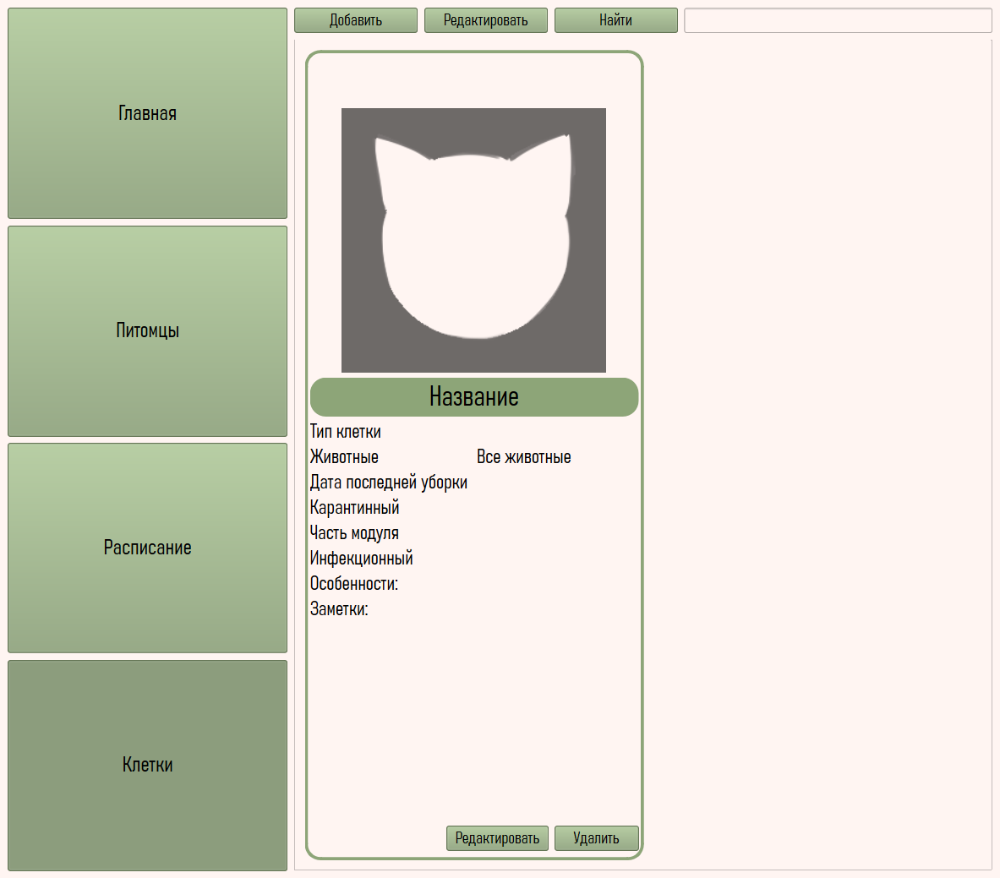 Главная
Питомцы
Расписание
Клетки
Добавить
Редактировать
Найти
Название
Тип клетки
Животные Все животные
Дата последней уборки
Карантинный
Часть модуля
Инфекционный
Особенности:
Заметки:
Редактировать
Удалить